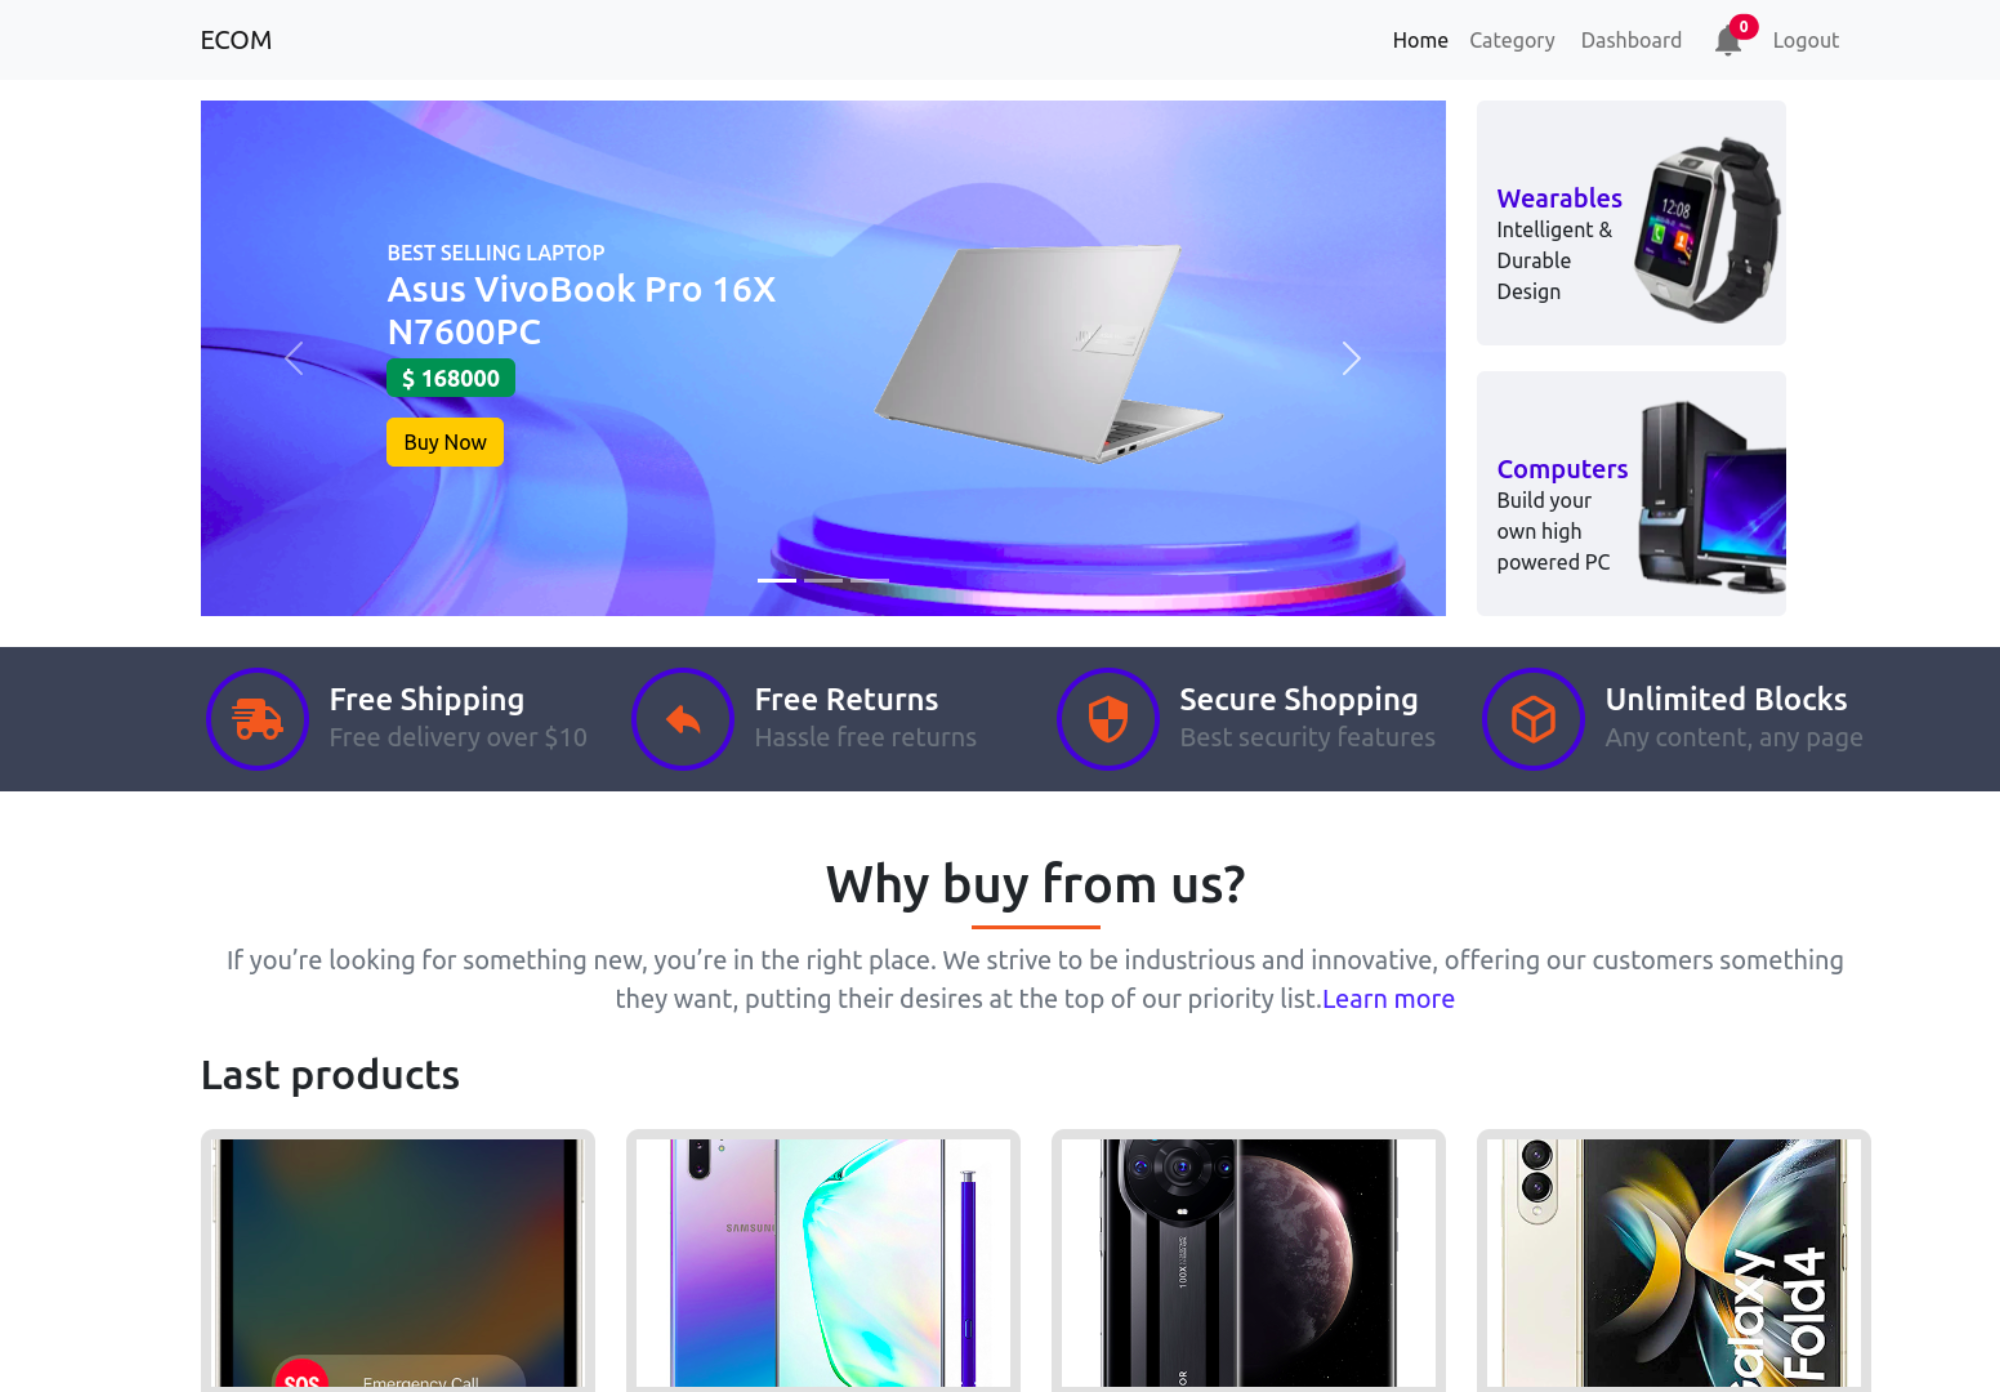 ECOM
Home Category Dashboard 0 Logout
BEST SELLING LAPTOP
Asus VivoBook Pro 16X
N7600PC
$ 168000
Buy Now
Wearables
Intelligent &
Durable
Design
12:08
Computers
Build your
own high
powered PC
Free Shipping
Free delivery over $10
Free Returns
Hassle free returns
Secure Shopping
Best security features
Unlimited Blocks
Any content, any page
Why buy from us?
If you’re looking for something new, you’re in the right place. We strive to be industrious and innovative, offering our customers something
they want, putting their desires at the top of our priority list.Learn more
Last products
SOS Emergency Call
SAMSUN
100X
OR
alaxy
Fold4